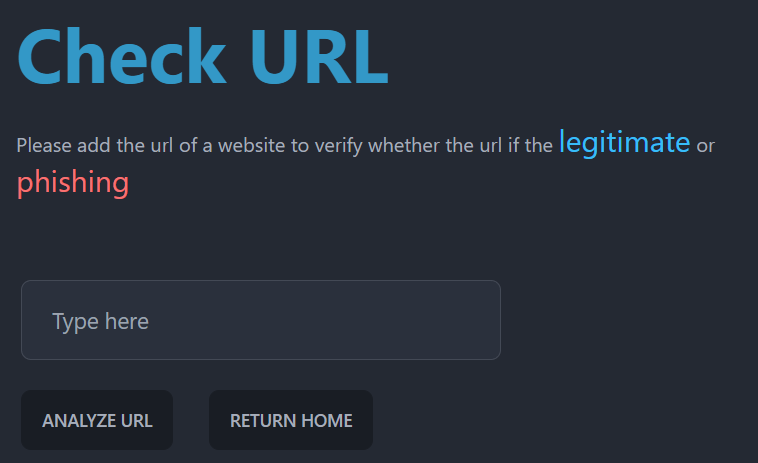 Check URL
Please add the url of a website to verify whether the url if the legitimate or
phishing
Type here
ANALYZE URL RETURN HOME